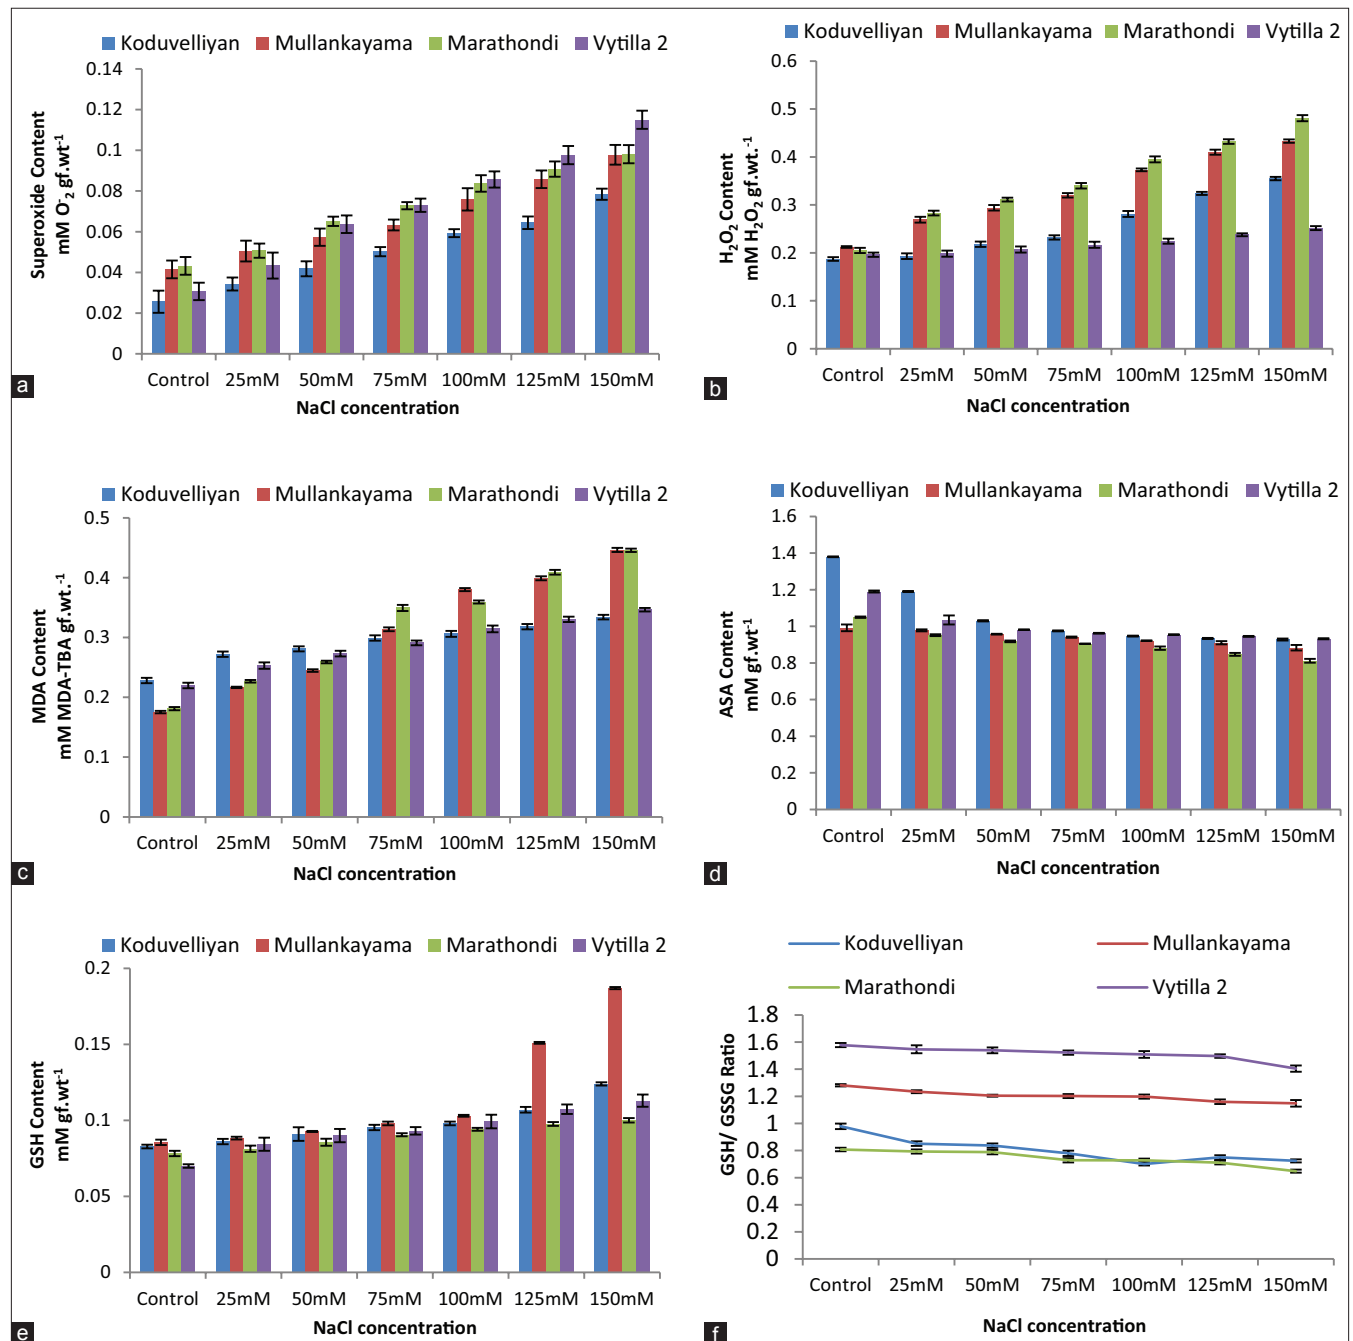 Koduvelliyan Mullankayama Marathondi Vytilla 2
0.14
0.12
0.1
0.08
0.06
0.04
0.02
0
Superoxide Content
mM O⁻₂ gf.wt⁻¹
Control 25mM 50mM 75mM 100mM 125mM 150mM
NaCl concentration
a
Koduvelliyan Mullankayama Marathondi Vytilla 2
0.6
0.5
0.4
0.3
0.2
0.1
0
H₂O₂ Content
mM H₂O₂ gf.wt.⁻¹
Control 25mM 50mM 75mM 100mM 125mM 150mM
NaCl concentration
b
Koduvelliyan Mullankayama Marathondi Vytilla 2
0.5
0.4
0.3
0.2
0.1
0
MDA Content
mM MDA-TBA gf.wt.⁻¹
Control 25mM 50mM 75mM 100mM 125mM 150mM
NaCl concentration
c
Koduvelliyan Mullankayama Marathondi Vytilla 2
1.6
1.4
1.2
1
0.8
0.6
0.4
0.2
0
ASA Content
mM gf.wt⁻¹
Control 25mM 50mM 75mM 100mM 125mM 150mM
NaCl concentration
d
Koduvelliyan Mullankayama Marathondi Vytilla 2
0.2
0.15
0.1
0.05
0
GSH Content
mM gf.wt⁻¹
Control 25mM 50mM 75mM 100mM 125mM 150mM
NaCl concentration
e
Koduvelliyan Mullankayama
Marathondi Vytilla 2
1.8
1.6
1.4
1.2
1
0.8
0.6
0.4
0.2
0
GSH/ GSSG Ratio
Control 25mM 50mM 75mM 100mM 125mM 150mM
NaCl concentration
f